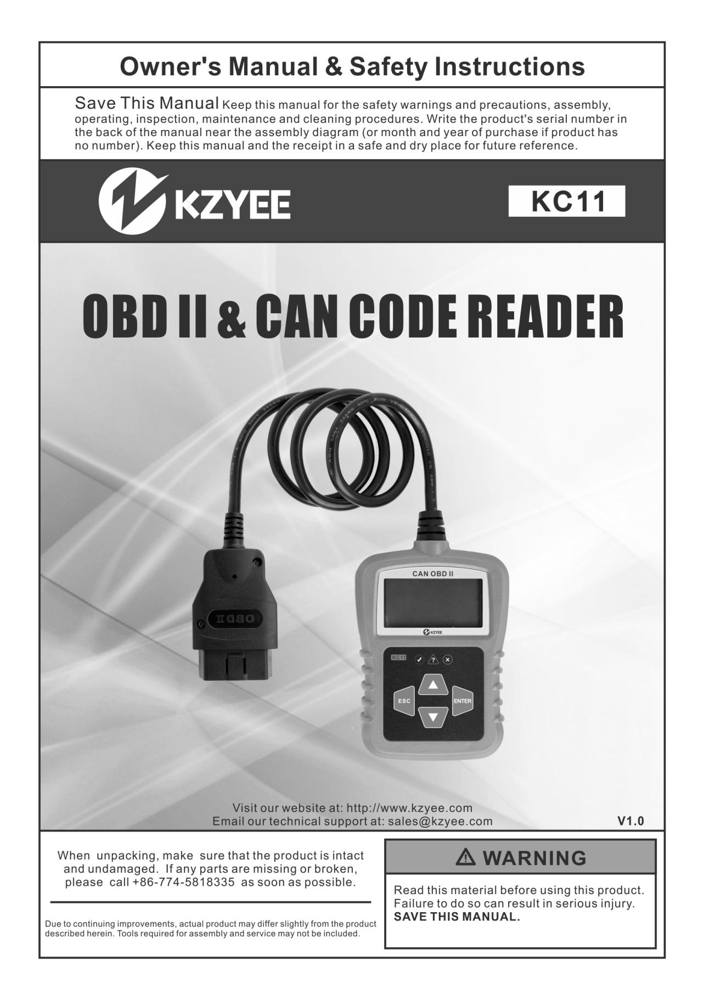 Owner's Manual & Safety Instructions
Save This Manual Keep this manual for the safety warnings and precautions, assembly,
operating, inspection, maintenance and cleaning procedures. Write the product's serial number in
the back of the manual near the assembly diagram (or month and year of purchase if product has
no number). Keep this manual and the receipt in a safe and dry place for future reference.
KZYEE
KC11
OBD II & CAN CODE READER
CAN OBD II
KZYEE
OBD II
KC11
?
ESC
ENTER
Visit our website at: http://www.kzyee.com
Email our technical support at: sales@kzyee.com
V1.0
When unpacking, make sure that the product is intact
and undamaged. If any parts are missing or broken,
please call +86-774-5818335 as soon as possible.
Due to continuing improvements, actual product may differ slightly from the product
described herein. Tools required for assembly and service may not be included.
WARNING
Read this material before using this product.
Failure to do so can result in serious injury.
SAVE THIS MANUAL.